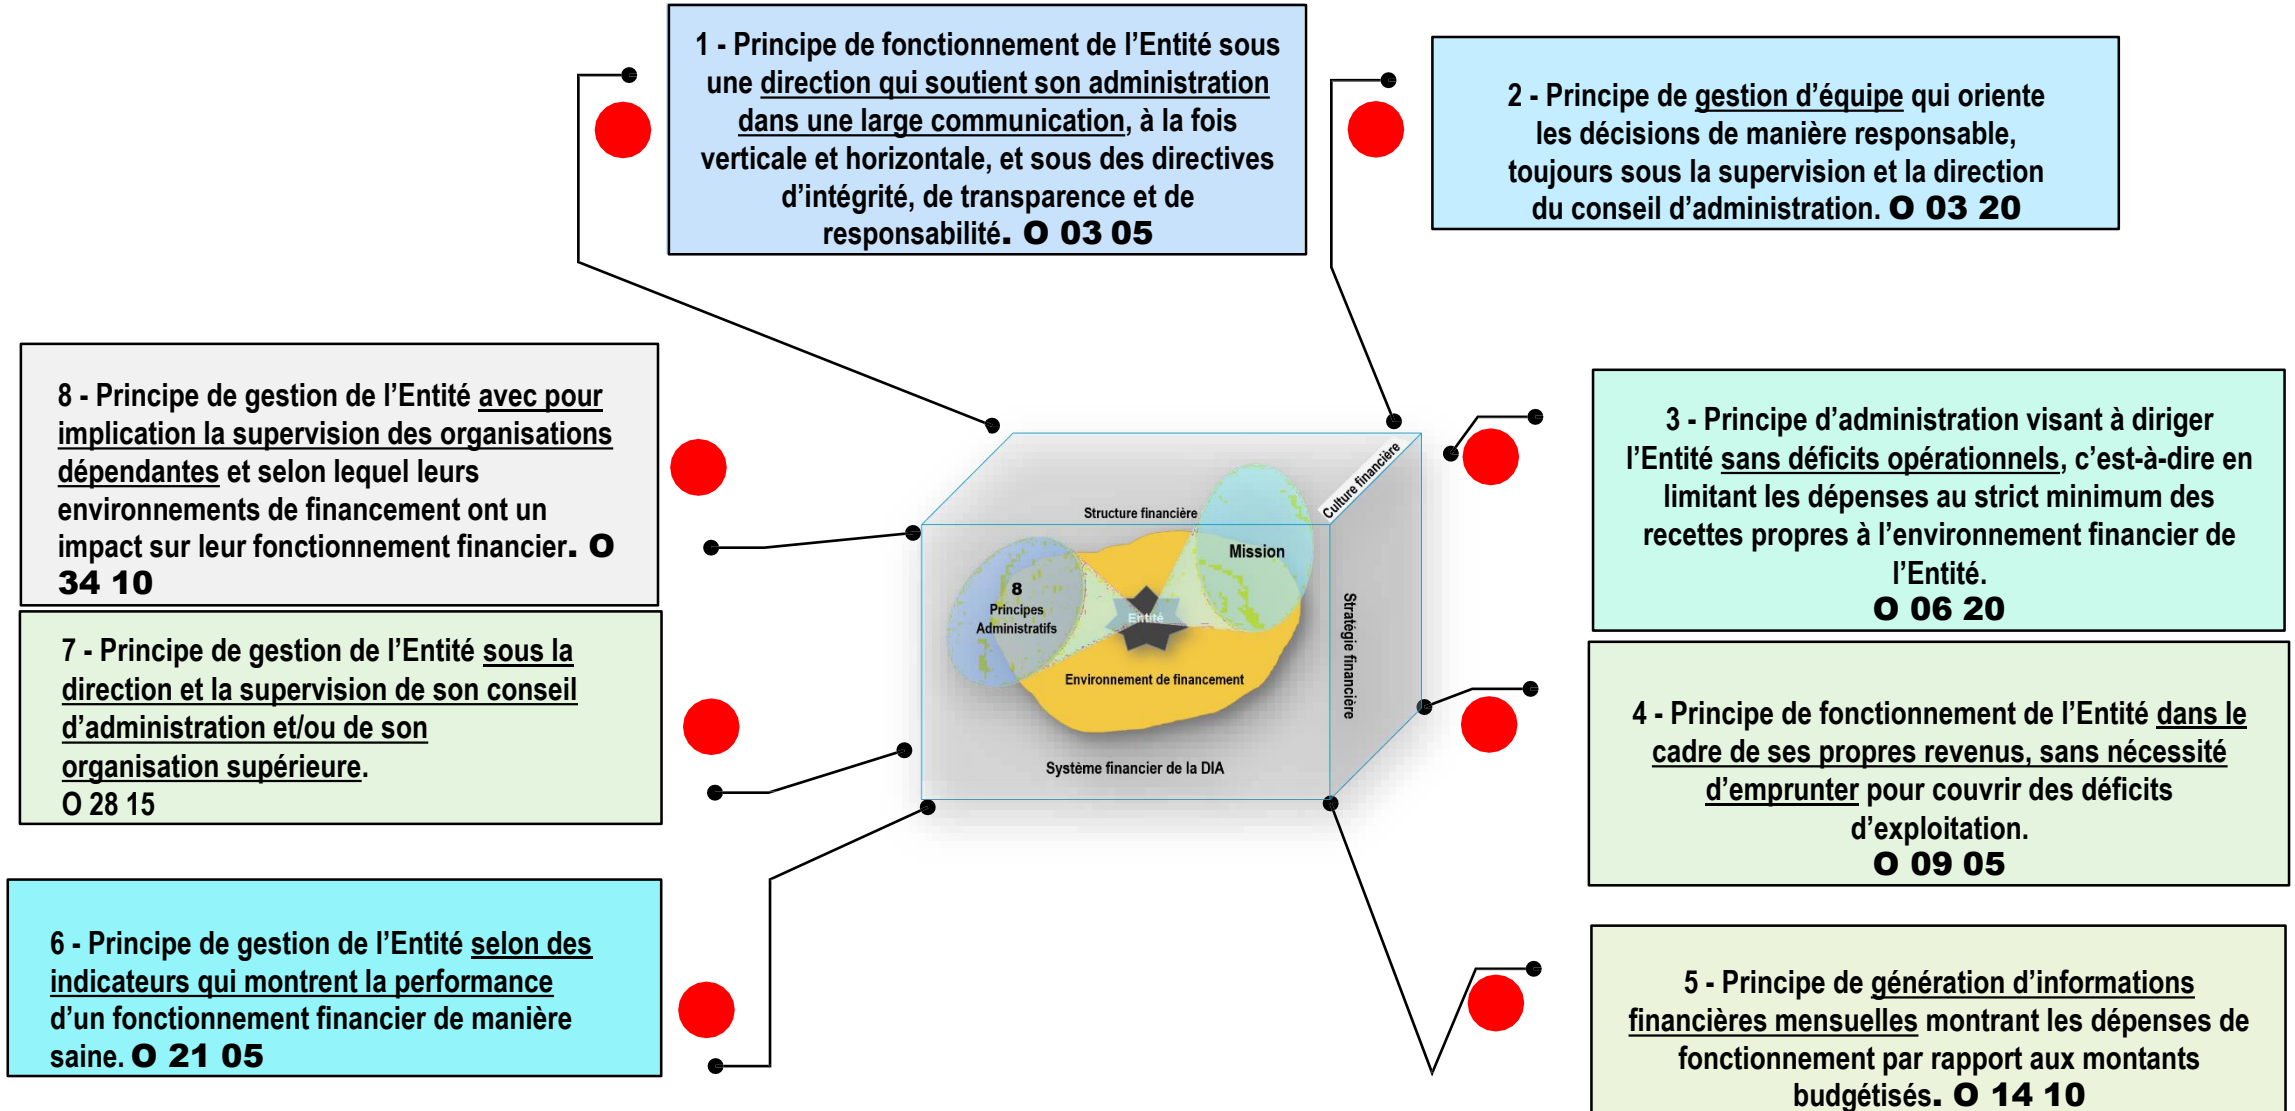 1 - Principe de fonctionnement de l’Entité sous
une direction qui soutient son administration
dans une large communication, à la fois
verticale et horizontale, et sous des directives
d’intégrité, de transparence et de
responsabilité. O 03 05
2 - Principe de gestion d’équipe qui oriente
les décisions de manière responsable,
toujours sous la supervision et la direction
du conseil d’administration. O 03 20
8 - Principe de gestion de l’Entité avec pour
implication la supervision des organisations
dépendantes et selon lequel leurs
environnements de financement ont un
impact sur leur fonctionnement financier. O
34 10
3 - Principe d’administration visant à diriger
l’Entité sans déficits opérationnels, c’est-à-dire en
limitant les dépenses au strict minimum des
recettes propres à l’environnement financier de
l’Entité.
O 06 20
Culture financière
Structure financière
Mission
8
Principes
Administratifs
Entité
Stratégie financière
Environnement de financement
Système financier de la DIA
7 - Principe de gestion de l’Entité sous la
direction et la supervision de son conseil
d’administration et/ou de son
organisation supérieure.
O 28 15
4 - Principe de fonctionnement de l’Entité dans le
cadre de ses propres revenus, sans nécessité
d’emprunter pour couvrir des déficits
d’exploitation.
O 09 05
6 - Principe de gestion de l’Entité selon des
indicateurs qui montrent la performance
d’un fonctionnement financier de manière
saine. O 21 05
5 - Principe de génération d’informations
financières mensuelles montrant les dépenses de
fonctionnement par rapport aux montants
budgétisés. O 14 10